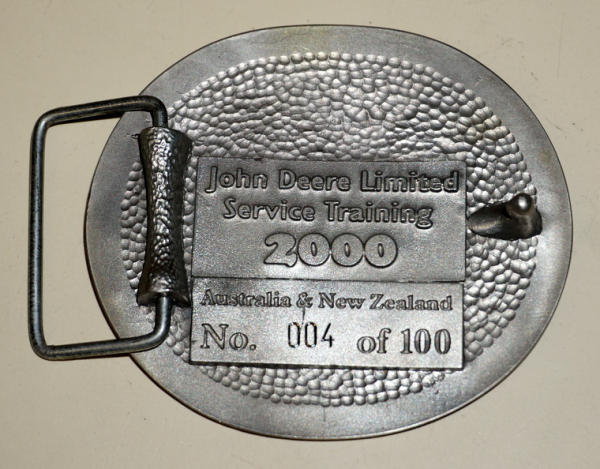 John Deere Limited
Service Training
2000
Australia & New Zealand
No. 004 of 100